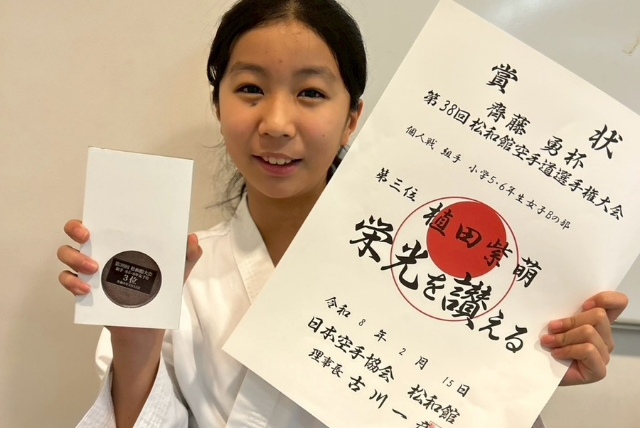 賞状
齊藤勇杯
第38回松和館空手道選手権大会
個人戦 組手 小学5・6年生女子Bの部
第三位 植田紫萌
栄光を讃える
令和8年2月15日
日本空手協会 松和館
理事長 古川一
3位